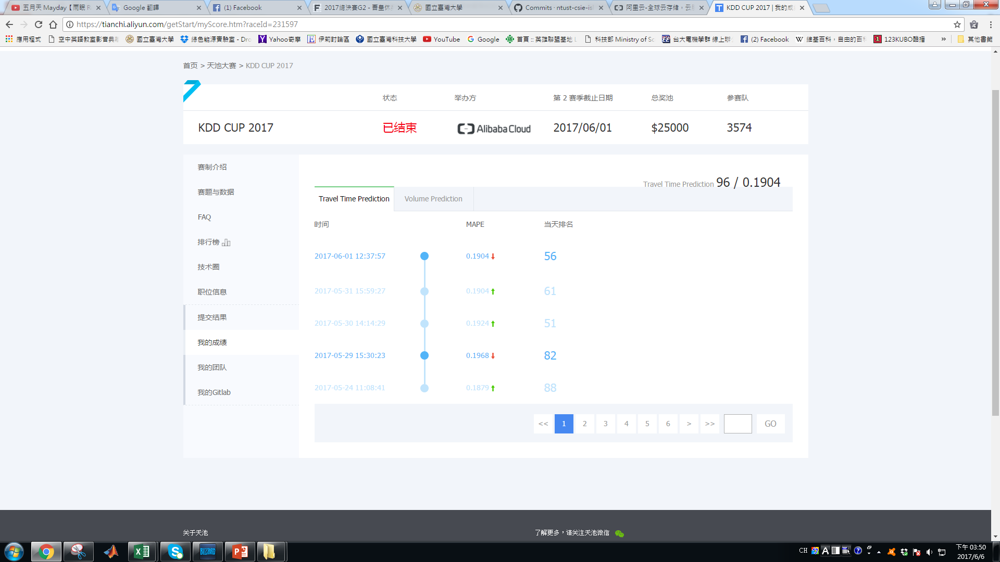 五月天 Mayday【雨眠 R
Google 翻譯
(1) Facebook
2017總決賽G2 - 吾皇休
國立臺灣大學
Commits · ntust-csie-isl
阿里云-全球云存储，云
KDD CUP 2017 | 我的成
https://tianchi.aliyun.com/getStart/myScore.htm?raceId=231597
應用程式
空中英語教室影音典
國立臺灣大學
綠色能源實驗室 - Dro
Yahoo奇摩
伊莉討論區
國立臺灣科技大學
YouTube
Google
首頁 :: 英雄聯盟基地 L
科技部 Ministry of Sc
台大電機學群 線上辦
(2) Facebook
維基百科，自由的百
123KUBO酷播
»
其他書籤
首页 > 天池大赛 > KDD CUP 2017
状态
举办方
第 2 赛季截止日期
总奖池
参赛队
KDD CUP 2017
已结束
Alibaba Cloud
2017/06/01
$25000
3574
赛制介绍
赛题与数据
FAQ
排行榜
技术圈
职位信息
提交结果
我的成绩
我的团队
我的Gitlab
Travel Time Prediction 96 / 0.1904
Travel Time Prediction
Volume Prediction
时间 MAPE 当天排名
2017-06-01 12:37:57 0.1904 56
2017-05-31 15:59:27 0.1904 61
2017-05-30 14:14:29 0.1924 51
2017-05-29 15:30:23 0.1968 82
2017-05-24 11:08:41 0.1879 88
<< 1 2 3 4 5 6 > >> GO
关于天池
了解更多，请关注天池微信
CH
下午 03:50
2017/6/6